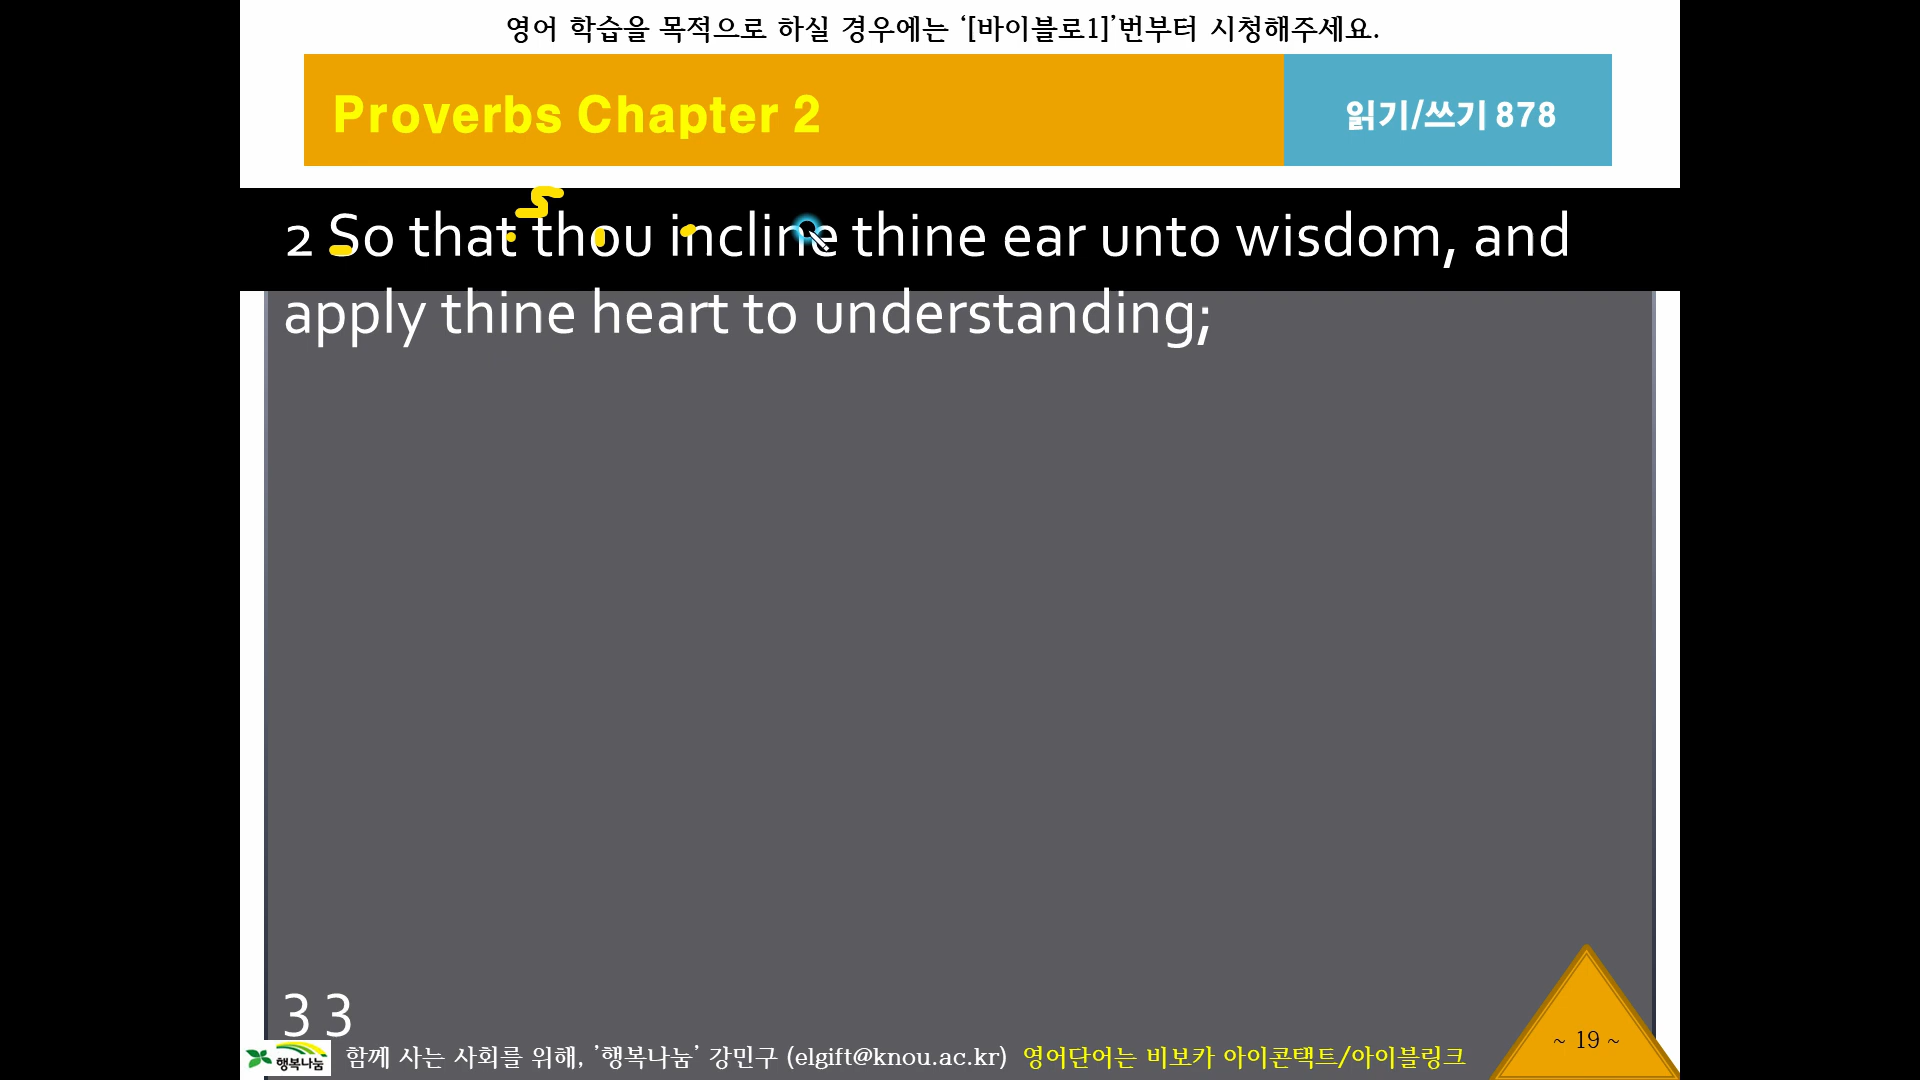 영어 학습을 목적으로 하실 경우에는 ‘[바이블로1]’번부터 시청해주세요.
Proverbs Chapter 2
읽기/쓰기 878
2 So that thou incline thine ear unto wisdom, and
apply thine heart to understanding;
3 3
~ 19 ~
행복나눔
함께 사는 사회를 위해, ’행복나눔’ 강민구 (elgift@knou.ac.kr) 영어단어는 비보카 아이콘택트/아이블링크